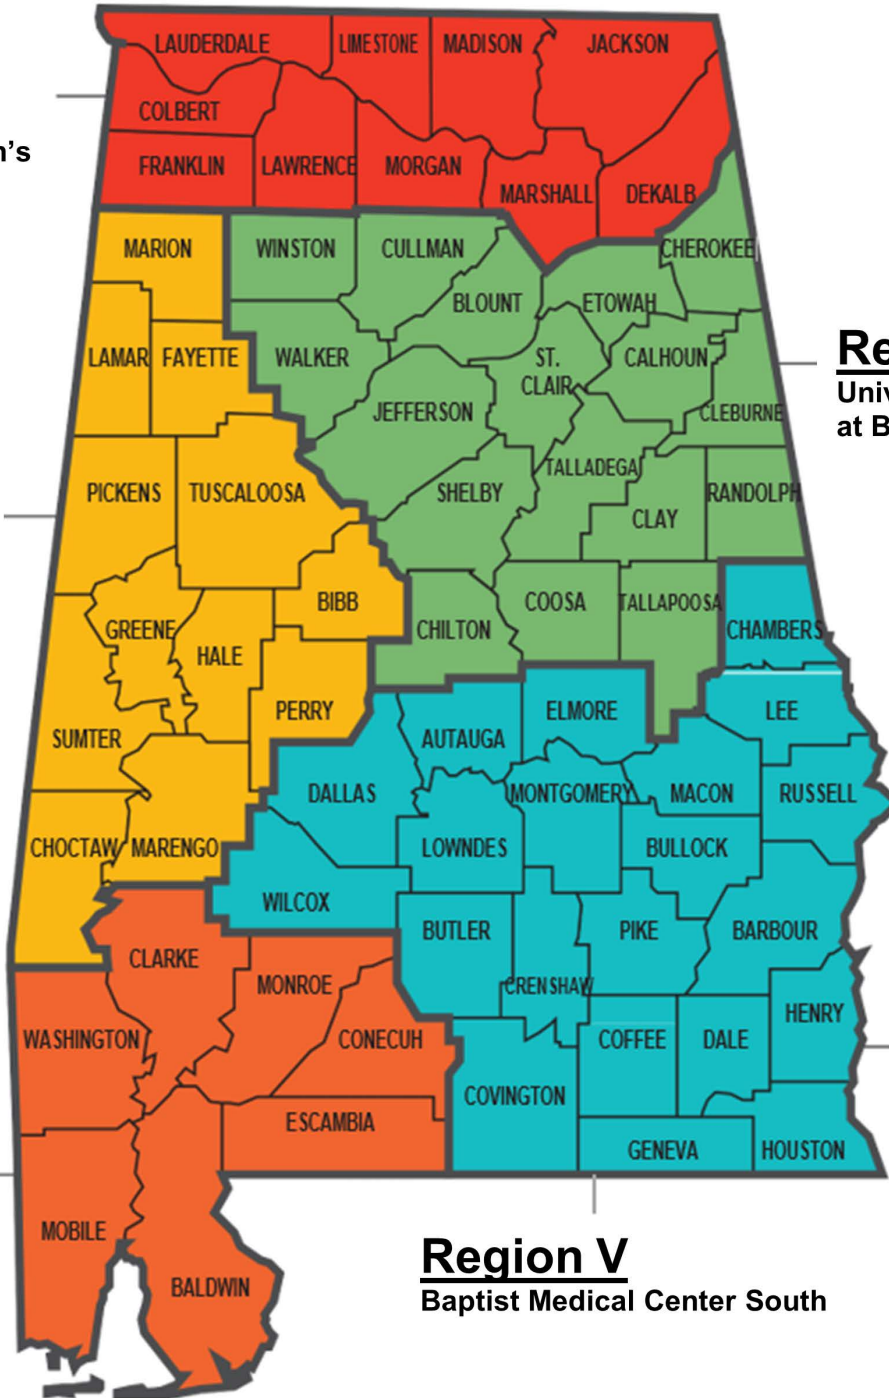 LAUDERDALE
LIMESTONE
MADISON
JACKSON
COLBERT
n's
FRANKLIN
LAWRENCE
MORGAN
MARSHALL
DEKALB
MARION
WINSTON
CULLMAN
CHEROKEE
BLOUNT
ETOWAH
LAMAR
FAYETTE
WALKER
ST.
CLAIR
CALHOUN
Re
Univ
at B
JEFFERSON
CLEBURNE
TALLADEGA
PICKENS
TUSCALOOSA
SHELBY
RANDOLPH
CLAY
BIBB
COOSA
TALLAPOOSA
GREENE
CHILTON
CHAMBERS
HALE
PERRY
ELMORE
LEE
SUMTER
AUTAUGA
DALLAS
MONTGOMERY
MACON
RUSSELL
CHOCTAW
MARENGO
LOWNDES
BULLOCK
WILCOX
BUTLER
PIKE
BARBOUR
CLARKE
MONROE
CRENSHAW
HENRY
WASHINGTON
CONECUH
COFFEE
DALE
COVINGTON
ESCAMBIA
GENEVA
HOUSTON
MOBILE
BALDWIN
Region V
Baptist Medical Center South